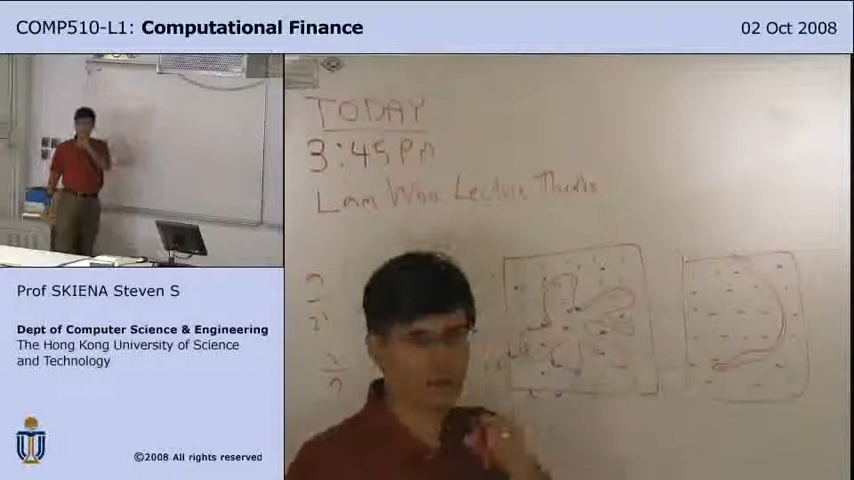 COMP510-L1: Computational Finance
02 Oct 2008
TODAY
3:45 PM
Lam Woo Lecture Theatre
Prof SKIENA Steven S
Dept of Computer Science & Engineering
The Hong Kong University of Science
and Technology
©2008 All rights reserved